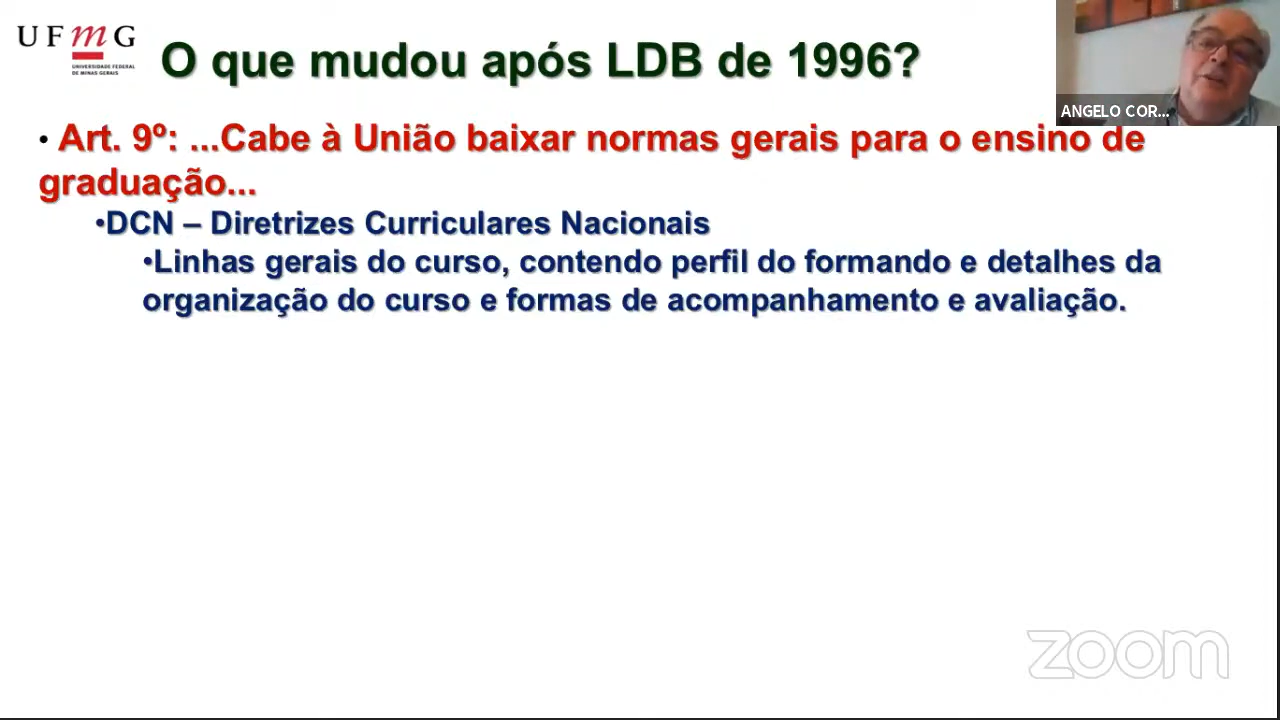 UFmG
UNIVERSIDADE FEDERAL
DE MINAS GERAIS
O que mudou após LDB de 1996?
ANGELO COR...
• Art. 9º: ...Cabe à União baixar normas gerais para o ensino de
graduação...
•DCN – Diretrizes Curriculares Nacionais
•Linhas gerais do curso, contendo perfil do formando e detalhes da
organização do curso e formas de acompanhamento e avaliação.
zoom